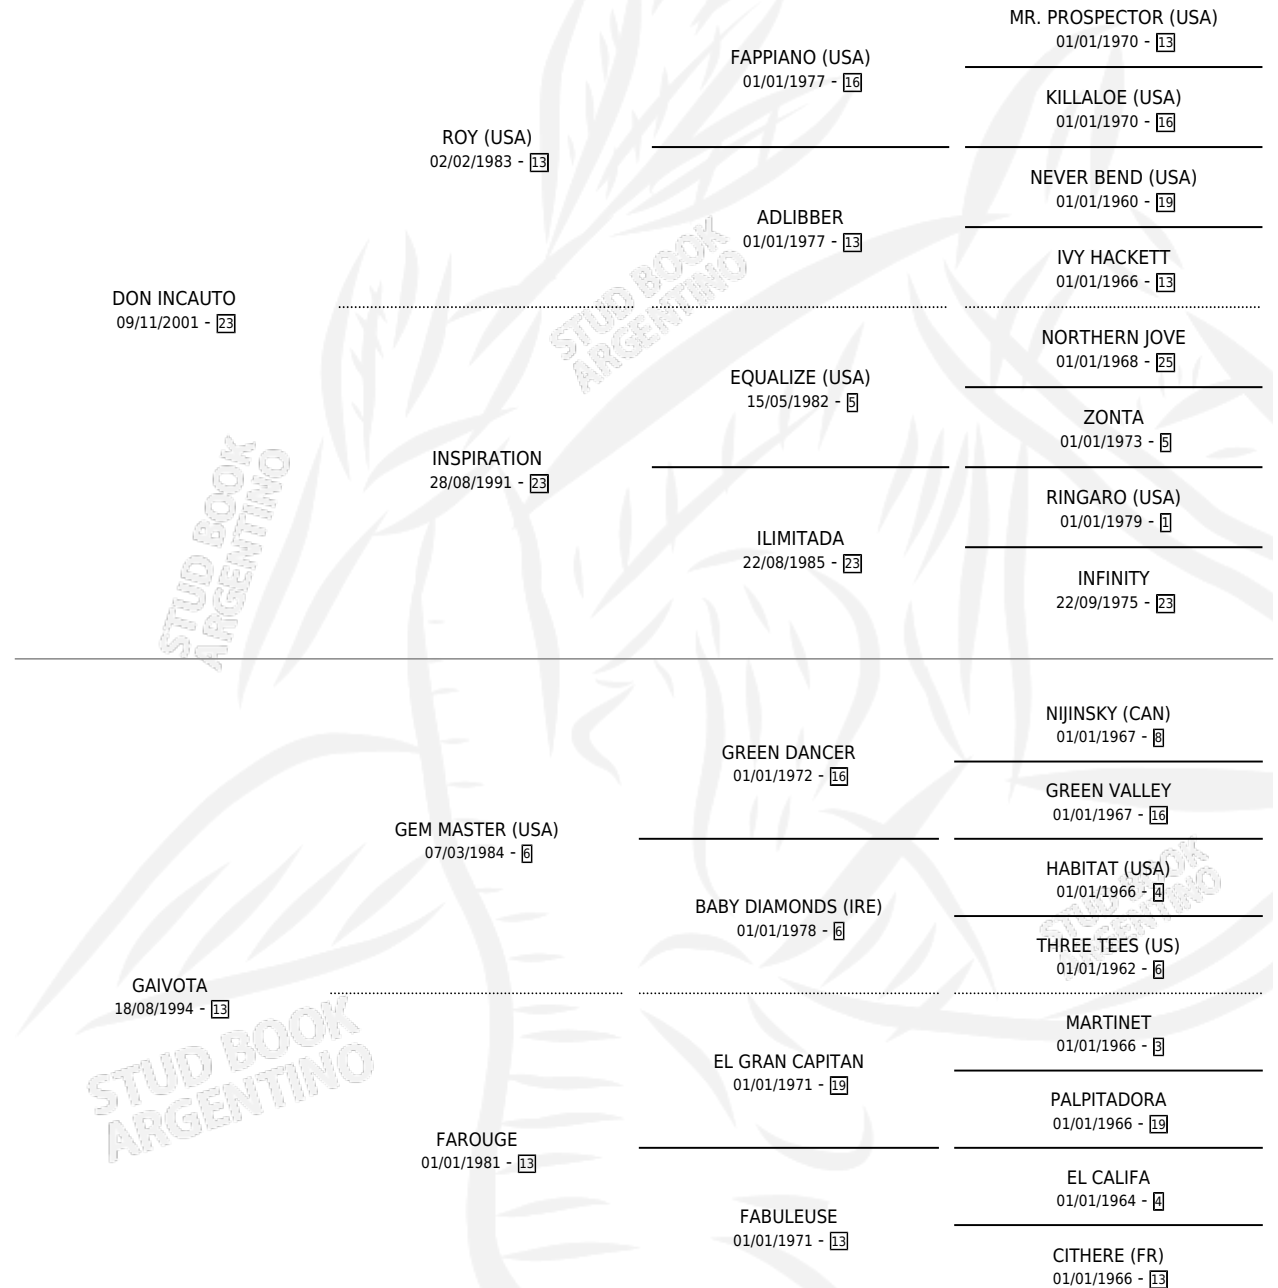 MR. PROSPECTOR (USA)
01/01/1970 - 13
FAPPIANO (USA)
01/01/1977 - 16
KILLALOE (USA)
01/01/1970 - 16
ROY (USA)
02/02/1983 - 13
NEVER BEND (USA)
01/01/1960 - 19
ADLIBBER
01/01/1977 - 13
IVY HACKETT
01/01/1966 - 13
DON INCAUTO
09/11/2001 - 23
NORTHERN JOVE
01/01/1968 - 25
EQUALIZE (USA)
15/05/1982 - 5
ZONTA
01/01/1973 - 5
INSPIRATION
28/08/1991 - 23
RINGARO (USA)
01/01/1979 - 1
ILIMITADA
22/08/1985 - 23
INFINITY
22/09/1975 - 23
NIJINSKY (CAN)
01/01/1967 - 8
GREEN DANCER
01/01/1972 - 16
GREEN VALLEY
01/01/1967 - 16
GEM MASTER (USA)
07/03/1984 - 6
HABITAT (USA)
01/01/1966 - 4
BABY DIAMONDS (IRE)
01/01/1978 - 6
THREE TEES (US)
01/01/1962 - 6
GAIVOTA
18/08/1994 - 13
MARTINET
01/01/1966 - 3
EL GRAN CAPITAN
01/01/1971 - 19
PALPITADORA
01/01/1966 - 19
FAROUGE
01/01/1981 - 13
EL CALIFA
01/01/1964 - 4
FABULEUSE
01/01/1971 - 13
CITHERE (FR)
01/01/1966 - 13
STUD BOOK
ARGENTINO
STUD BOOK
ARGENTINO
STUD BOOK
ARGENTINO
STUD BOOK
ARGENTINO